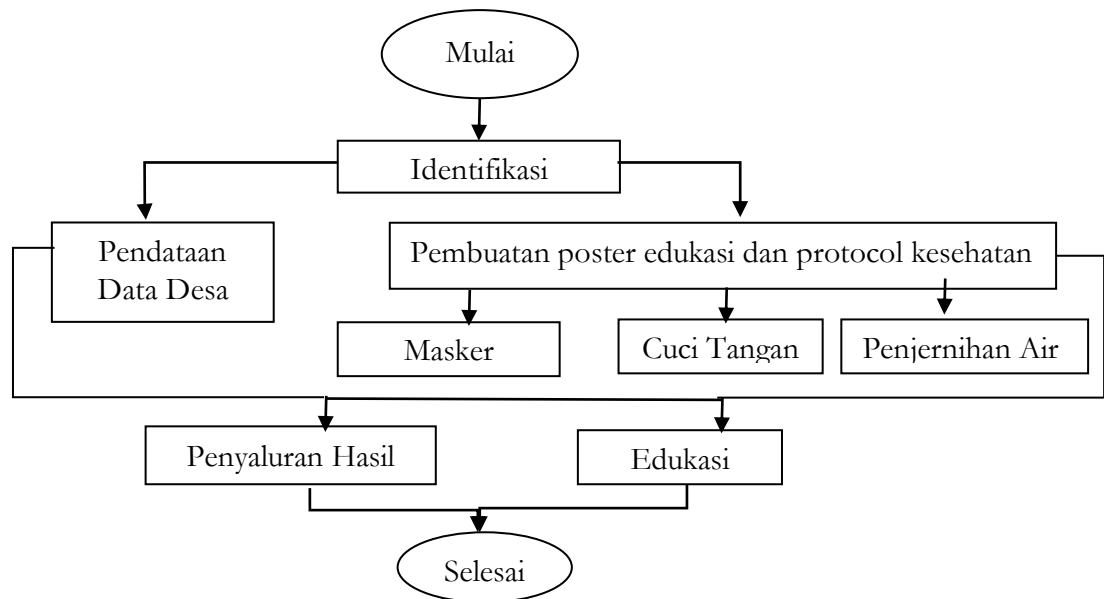 Mulai
Identifikasi
Pendataan
Data Desa
Pembuatan poster edukasi dan protocol kesehatan
Masker
Cuci Tangan
Penjernihan Air
Penyaluran Hasil
Edukasi
Selesai